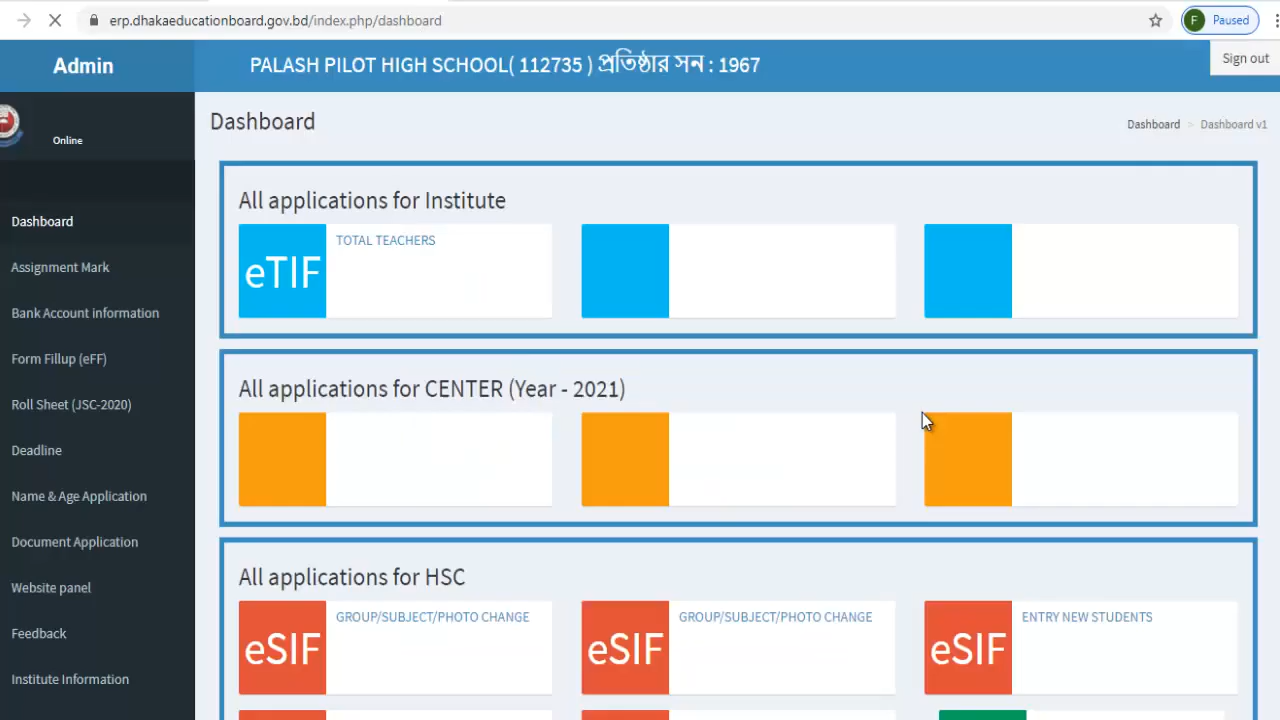 erp.dhakaeducationboard.gov.bd/index.php/dashboard
F Paused
Admin
PALASH PILOT HIGH SCHOOL( 112735 ) প্রতিষ্ঠার সন : 1967
Sign out
Online
Dashboard
Dashboard > Dashboard v1
Dashboard
Assignment Mark
Bank Account information
Form Fillup (eFF)
Roll Sheet (JSC-2020)
Deadline
Name & Age Application
Document Application
Website panel
Feedback
Institute Information
All applications for Institute
eTIF
TOTAL TEACHERS
All applications for CENTER (Year - 2021)
All applications for HSC
eSIF
GROUP/SUBJECT/PHOTO CHANGE
eSIF
GROUP/SUBJECT/PHOTO CHANGE
eSIF
ENTRY NEW STUDENTS